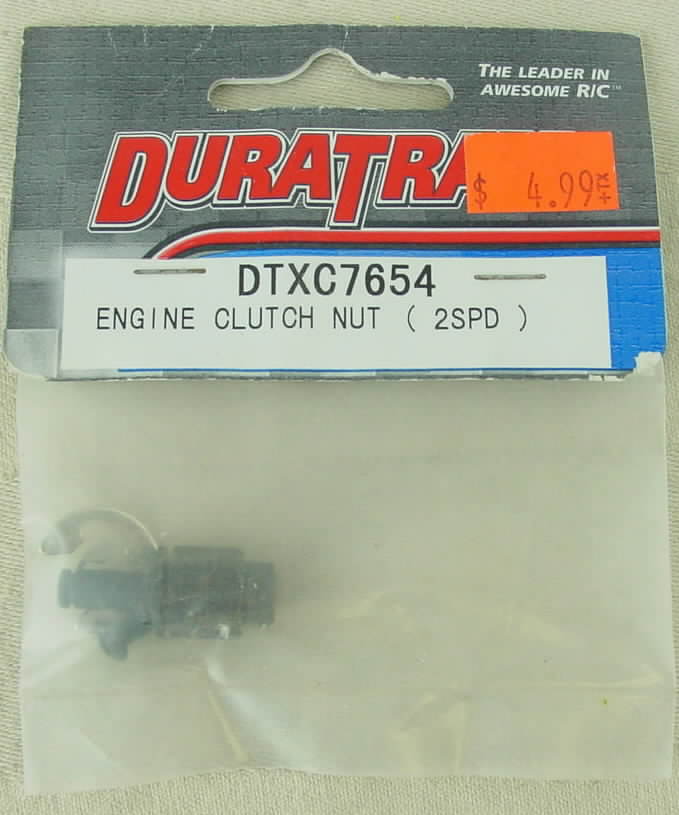 THE LEADER IN
AWESOME R/C™
DURATRA
$ 4.99
DTXC7654
ENGINE CLUTCH NUT ( 2SPD )